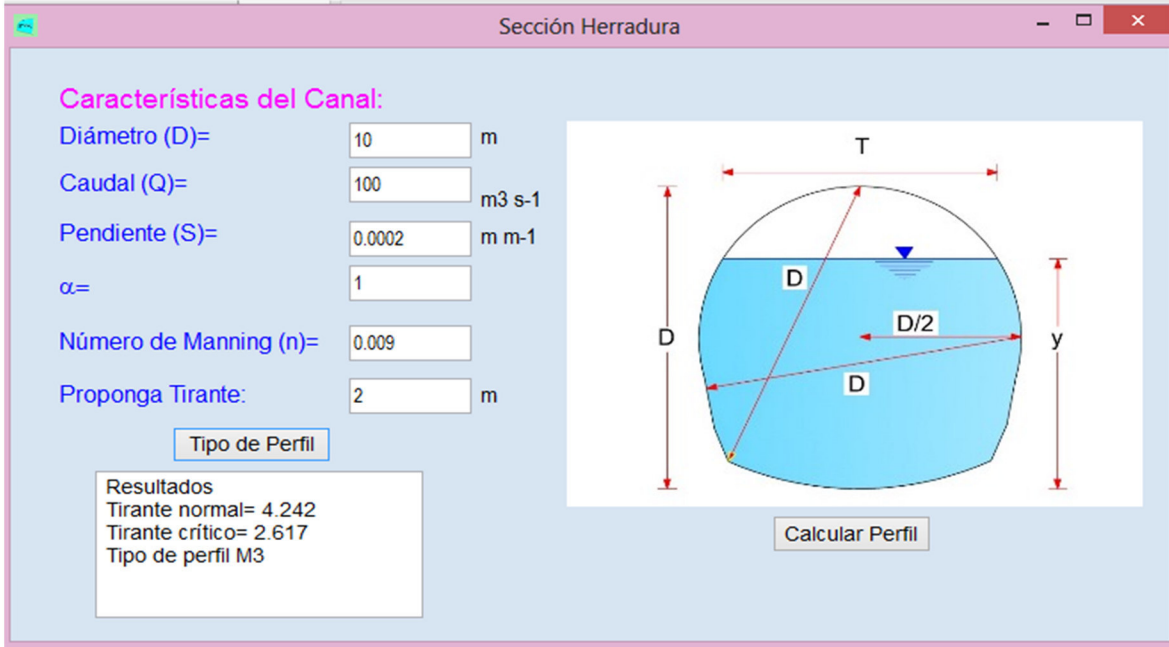 Sección Herradura
Características del Canal:
Diámetro (D)= 10 m
Caudal (Q)= 100 m3 s-1
Pendiente (S)= 0.0002 m m-1
α= 1
Número de Manning (n)= 0.009
Proponga Tirante: 2 m
Tipo de Perfil
Resultados
Tirante normal= 4.242
Tirante crítico= 2.617
Tipo de perfil M3
T
D
D
D/2
D
y
Calcular Perfil